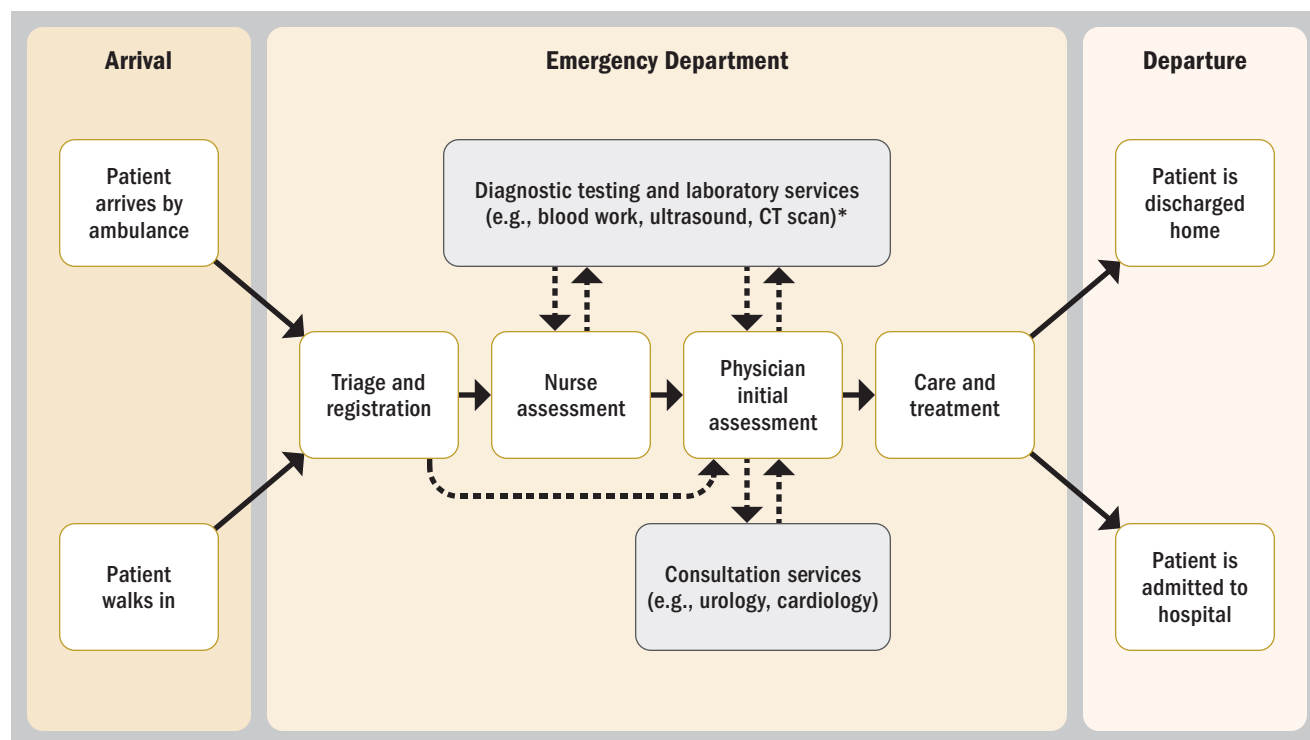 Arrival
Emergency Department
Departure
Patient
arrives by
ambulance
Diagnostic testing and laboratory services
(e.g., blood work, ultrasound, CT scan)*
Patient is
discharged
home
Triage and
registration
Nurse
assessment
Physician
initial
assessment
Care and
treatment
Patient
walks in
Consultation services
(e.g., urology, cardiology)
Patient is
admitted to
hospital